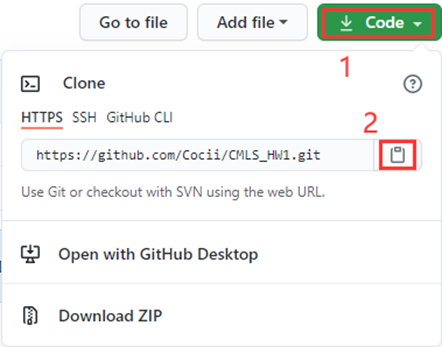 Go to file Add file Code
1
Clone
HTTPS SSH GitHub CLI
2
https://github.com/Cocii/CMLS_HW1.git
Use Git or checkout with SVN using the web URL.
Open with GitHub Desktop
Download ZIP